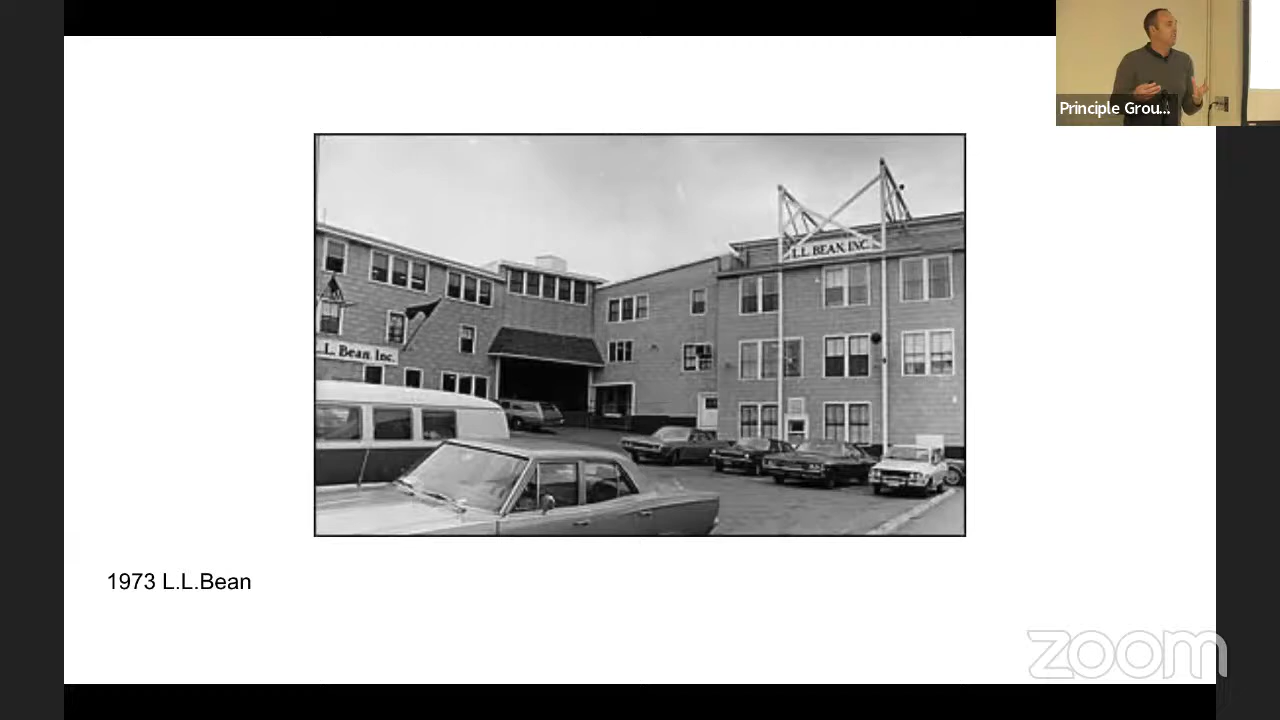 Principle Grou...
L.L. BEAN, INC.
L. Bean, Inc.
1973 L.L.Bean
zoom